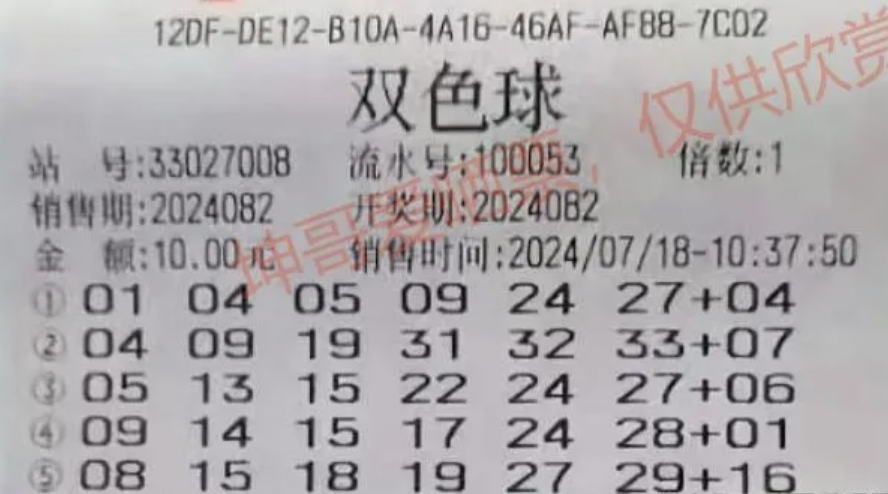 12DF-DE12-B10A-4A16-46AF-AF88-7C02
双色球
站 号:33027008 流水号:100053 倍数:1
销售期:2024082 开奖期:2024082
金 额:10.00元 销售时间:2024/07/18-10:37:50
① 01 04 05 09 24 27+04
② 04 09 19 31 32 33+07
③ 05 13 15 22 24 27+06
④ 09 14 15 17 24 28+01
⑤ 08 15 18 19 27 29+16
坤哥爱晒票，仅供欣赏